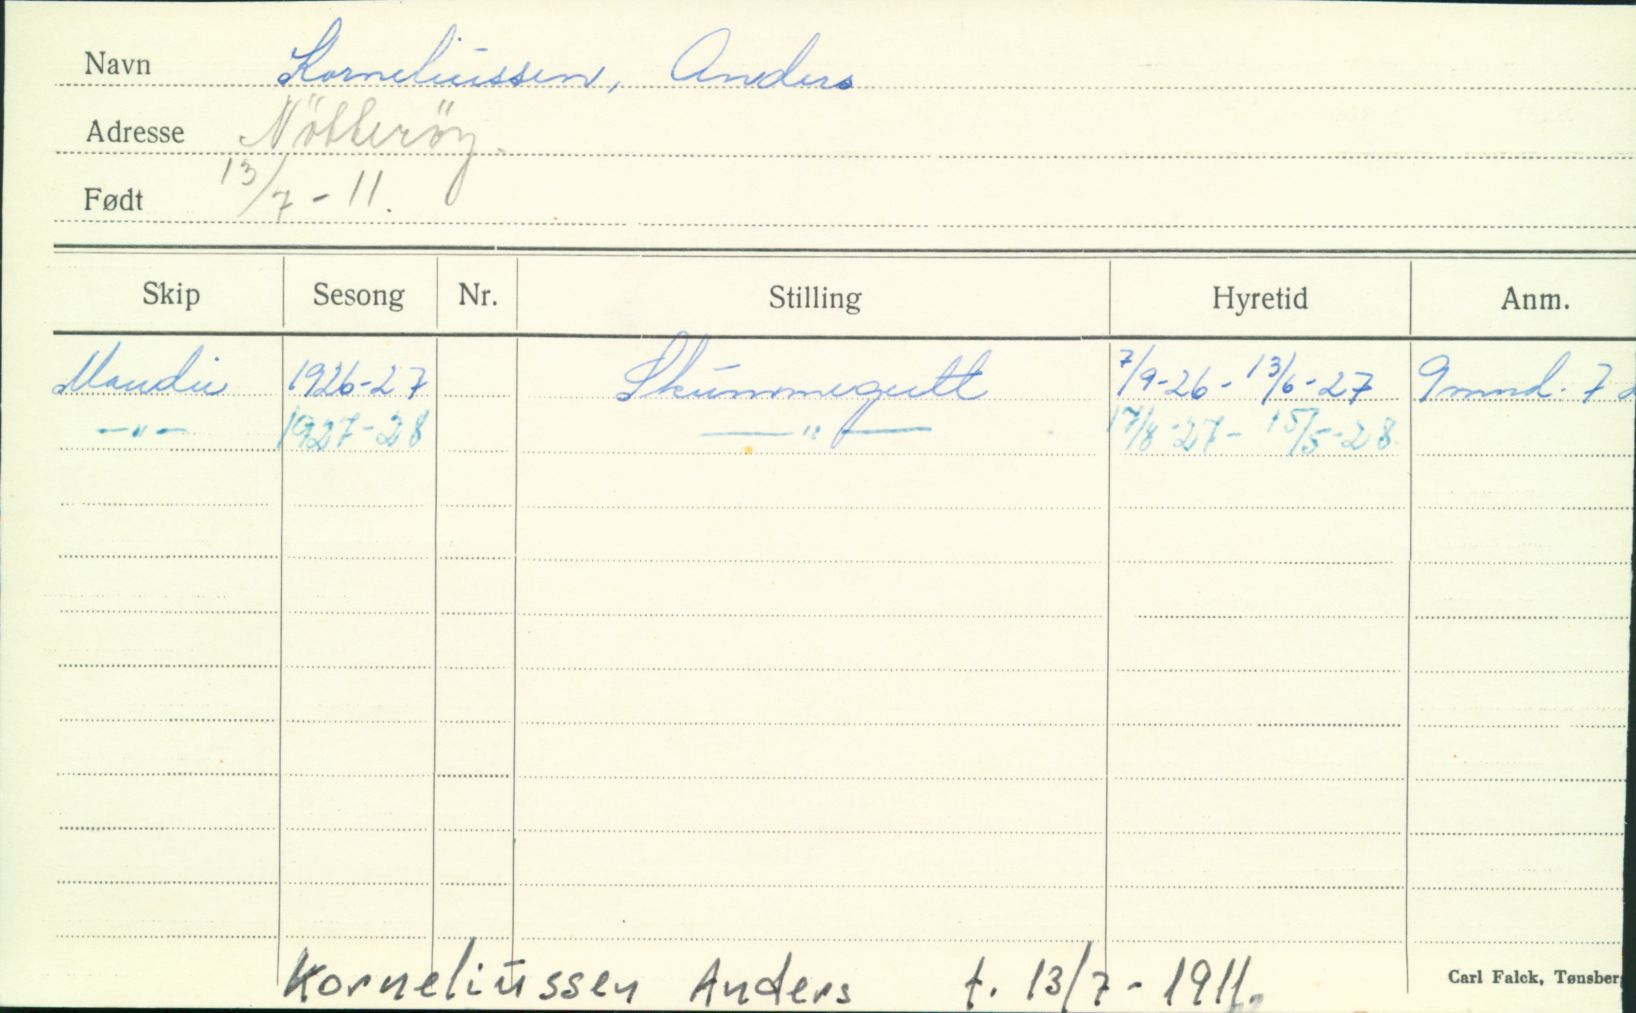 Navn Korneliussen, Anders
Adresse Nötteröy.
Født 13/7 - 11.
Skip Sesong Nr. Stilling Hyretid Anm.
Maudie 1926-27 Skummegutt 7/9-26 - 13/6-27 9 mnd. 7
—"— 1927-28 —"— 17/8-27 - 15/5-28
Korneliussen Anders f. 13/7 - 1911.
Carl Falck, Tønsberg